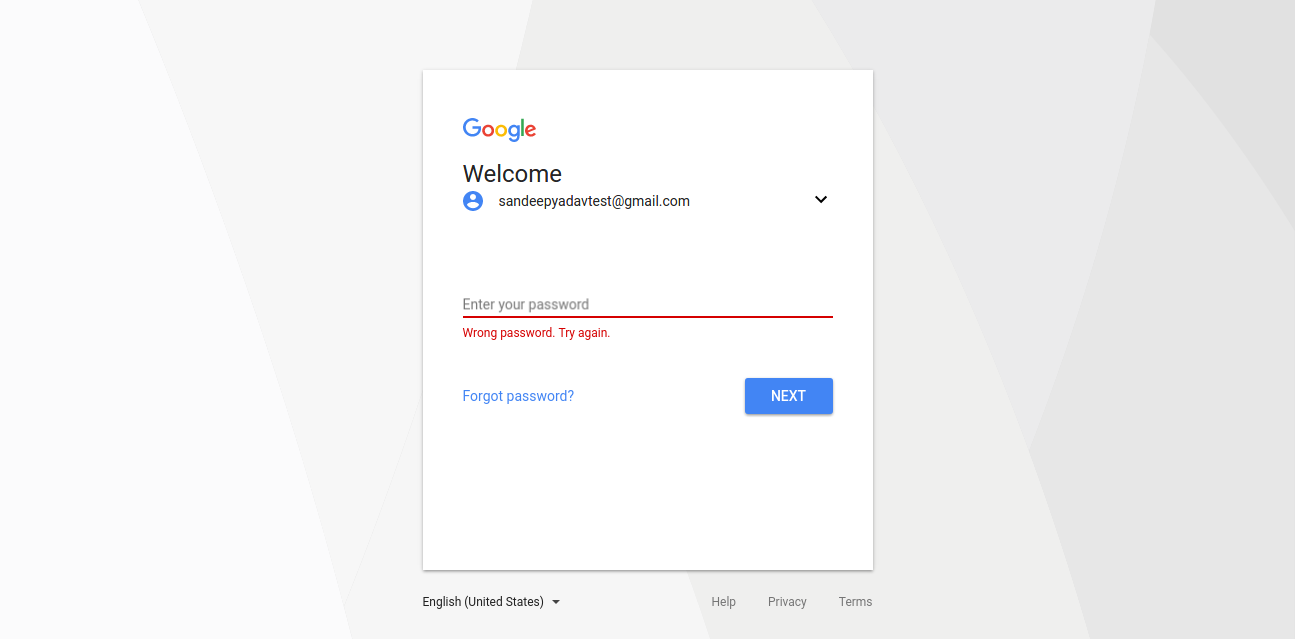 Google
Welcome
sandeepyadavtest@gmail.com
Enter your password
Wrong password. Try again.
Forgot password?
NEXT
English (United States)
Help
Privacy
Terms